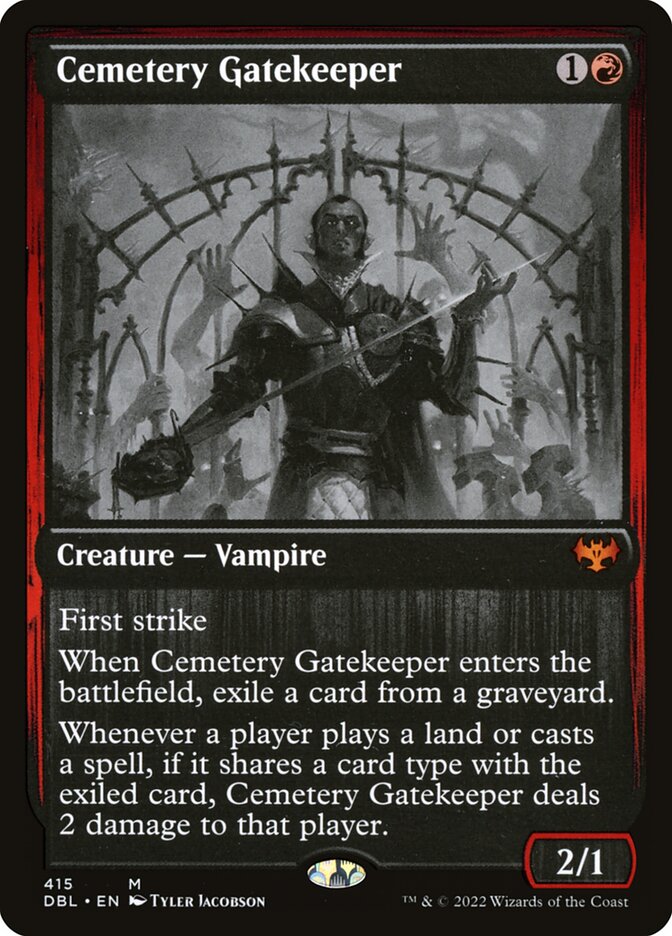 Cemetery Gatekeeper 1
Creature — Vampire
First strike
When Cemetery Gatekeeper enters the
battlefield, exile a card from a graveyard.
Whenever a player plays a land or casts
a spell, if it shares a card type with the
exiled card, Cemetery Gatekeeper deals
2 damage to that player.
2/1
415 M
DBL • EN Tyler Jacobson
™ & © 2022 Wizards of the Coast